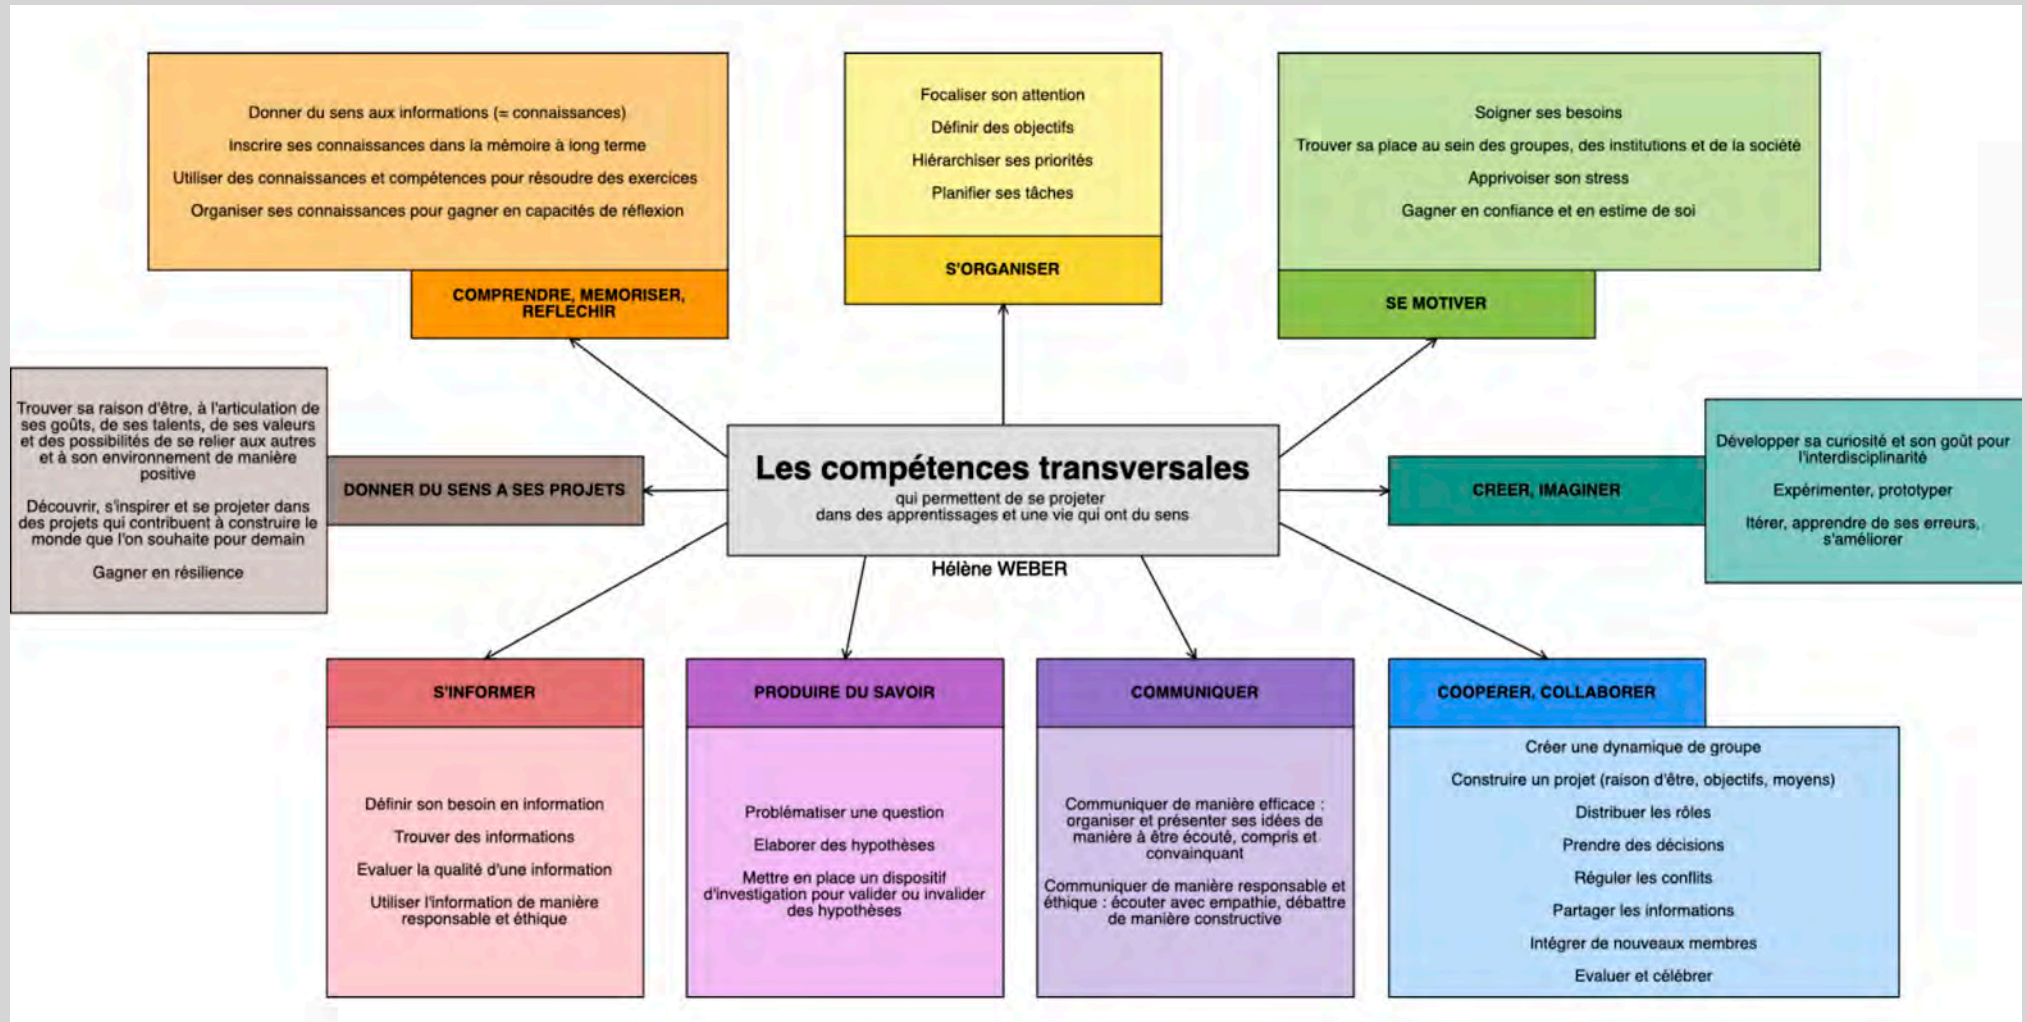 Donner du sens aux informations (= connaissances)
Inscrire ses connaissances dans la mémoire à long terme
Utiliser des connaissances et compétences pour résoudre des exercices
Organiser ses connaissances pour gagner en capacités de réflexion
COMPRENDRE, MEMORISER,
REFLECHIR
Focaliser son attention
Définir des objectifs
Hiérarchiser ses priorités
Planifier ses tâches
S'ORGANISER
Soigner ses besoins
Trouver sa place au sein des groupes, des institutions et de la société
Apprivoiser son stress
Gagner en confiance et en estime de soi
SE MOTIVER
Trouver sa raison d'être, à l'articulation de
ses goûts, de ses talents, de ses valeurs
et des possibilités de se relier aux autres
et à son environnement de manière
positive
Découvrir, s'inspirer et se projeter dans
des projets qui contribuent à construire le
monde que l'on souhaite pour demain
Gagner en résilience
DONNER DU SENS A SES PROJETS
Les compétences transversales
qui permettent de se projeter
dans des apprentissages et une vie qui ont du sens
Hélène WEBER
CREER, IMAGINER
Développer sa curiosité et son goût pour
l'interdisciplinarité
Expérimenter, prototyper
Itérer, apprendre de ses erreurs,
s'améliorer
S'INFORMER
Définir son besoin en information
Trouver des informations
Evaluer la qualité d'une information
Utiliser l'information de manière
responsable et éthique
PRODUIRE DU SAVOIR
Problématiser une question
Elaborer des hypothèses
Mettre en place un dispositif
d'investigation pour valider ou invalider
des hypothèses
COMMUNIQUER
Communiquer de manière efficace :
organiser et présenter ses idées de
manière à être écouté, compris et
convainquant
Communiquer de manière responsable et
éthique : écouter avec empathie, débattre
de manière constructive
COOPERER, COLLABORER
Créer une dynamique de groupe
Construire un projet (raison d'être, objectifs, moyens)
Distribuer les rôles
Prendre des décisions
Réguler les conflits
Partager les informations
Intégrer de nouveaux membres
Evaluer et célébrer